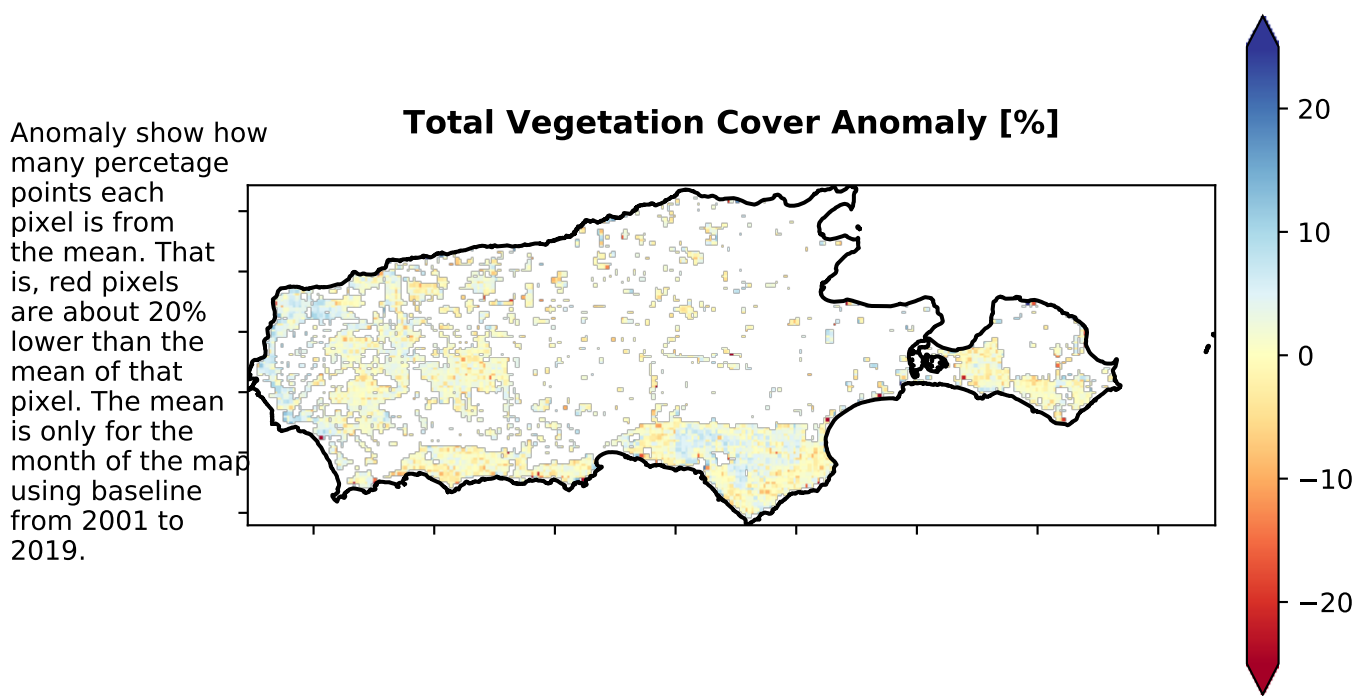 Total Vegetation Cover Anomaly [%]
Anomaly show how
many percetage
points each
pixel is from
the mean. That
is, red pixels
are about 20%
lower than the
mean of that
pixel. The mean
is only for the
month of the map
using baseline
from 2001 to
2019.
20
10
0
−10
−20